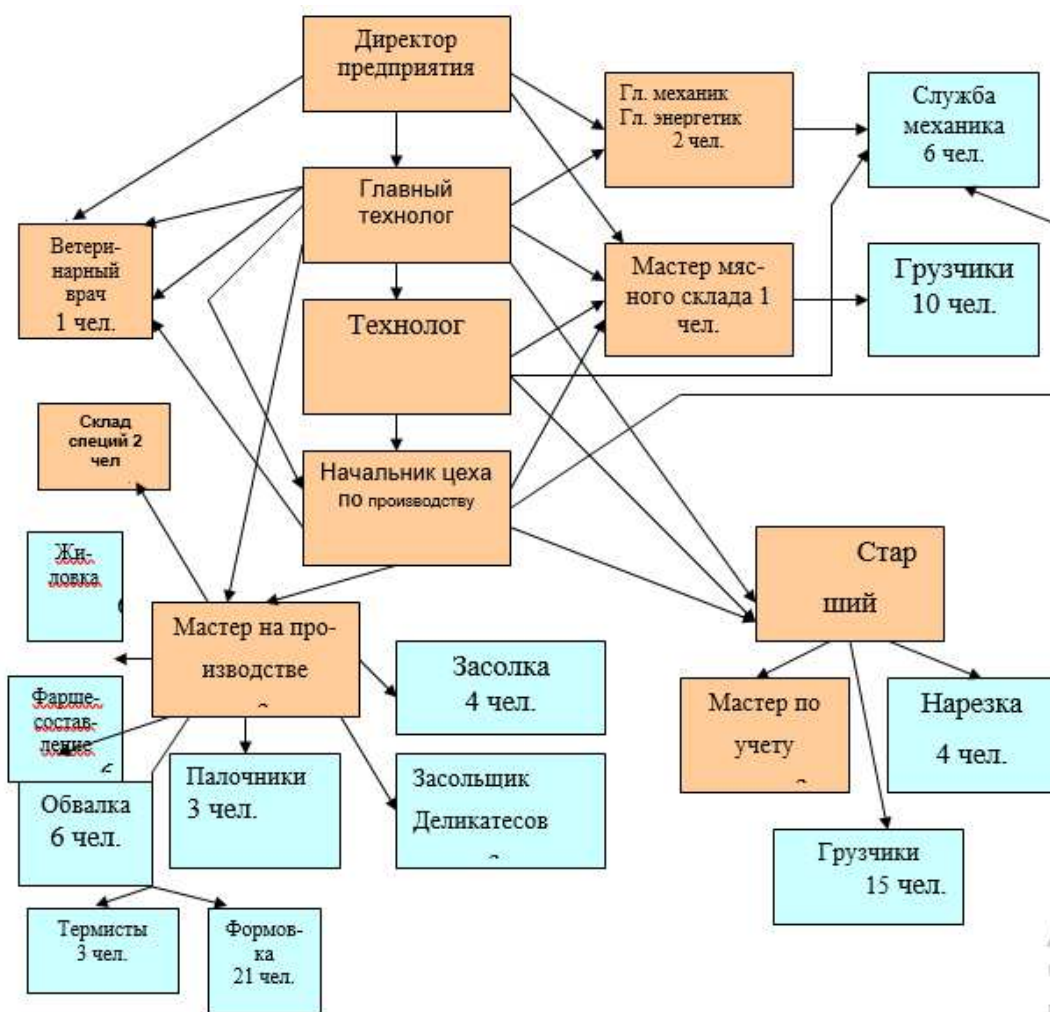 Директор
предприятия
Гл. механик
Гл. энергетик
2 чел.
Служба
механика
6 чел.
Главный
технолог
Ветери-
нарный
врач
1 чел.
Мастер мяс-
ного склада 1
чел.
Грузчики
10 чел.
Технолог
Склад
специй 2
чел
Начальник цеха
по производству
Жи-
ловка
Стар
ший
Мастер на про-
изводстве
Засолка
4 чел.
Фарше-
состав-
ление
Мастер по
учету
Нарезка
4 чел.
Обвалка
6 чел.
Палочники
3 чел.
Засольщик
Деликатесов
Грузчики
15 чел.
Термисты
3 чел.
Формов-
ка
21 чел.